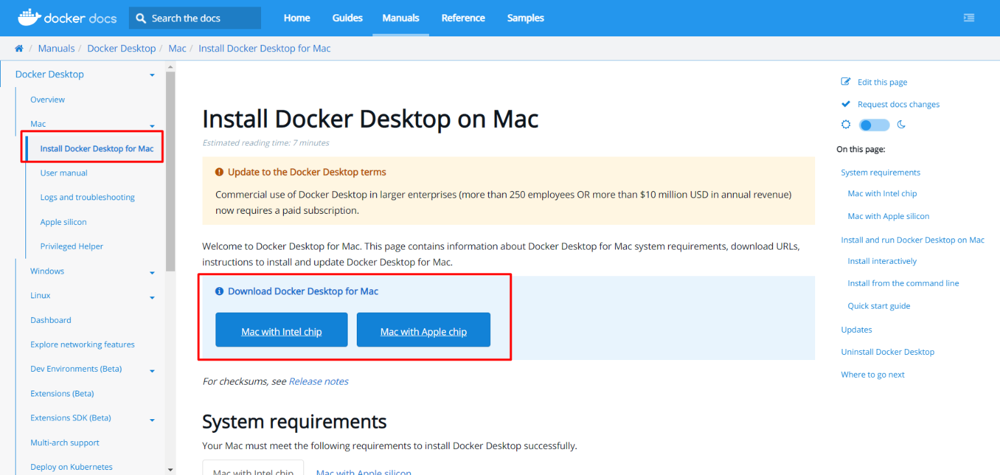 docker docs
Search the docs
Home
Guides
Manuals
Reference
Samples
/ Manuals / Docker Desktop / Mac / Install Docker Desktop for Mac
Docker Desktop
Overview
Mac
Install Docker Desktop for Mac
User manual
Logs and troubleshooting
Apple silicon
Privileged Helper
Windows
Linux
Dashboard
Explore networking features
Dev Environments (Beta)
Extensions (Beta)
Extensions SDK (Beta)
Multi-arch support
Deploy on Kubernetes
Install Docker Desktop on Mac
Estimated reading time: 7 minutes
Update to the Docker Desktop terms
Commercial use of Docker Desktop in larger enterprises (more than 250 employees OR more than $10 million USD in annual revenue)
now requires a paid subscription.
Welcome to Docker Desktop for Mac. This page contains information about Docker Desktop for Mac system requirements, download URLs,
instructions to install and update Docker Desktop for Mac.
Download Docker Desktop for Mac
Mac with Intel chip
Mac with Apple chip
For checksums, see Release notes
System requirements
Your Mac must meet the following requirements to install Docker Desktop successfully.
Mac with Intel chip
Mac with Apple silicon
Edit this page
Request docs changes
On this page:
System requirements
Mac with Intel chip
Mac with Apple silicon
Install and run Docker Desktop on Mac
Install interactively
Install from the command line
Quick start guide
Updates
Uninstall Docker Desktop
Where to go next